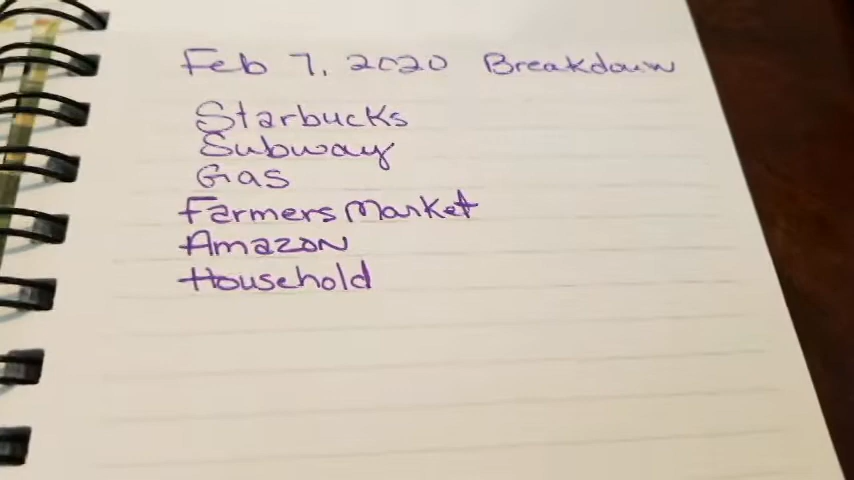 Feb 7, 2020 Breakdown
Starbucks
Subway
Gas
Farmers Market
Amazon
Household